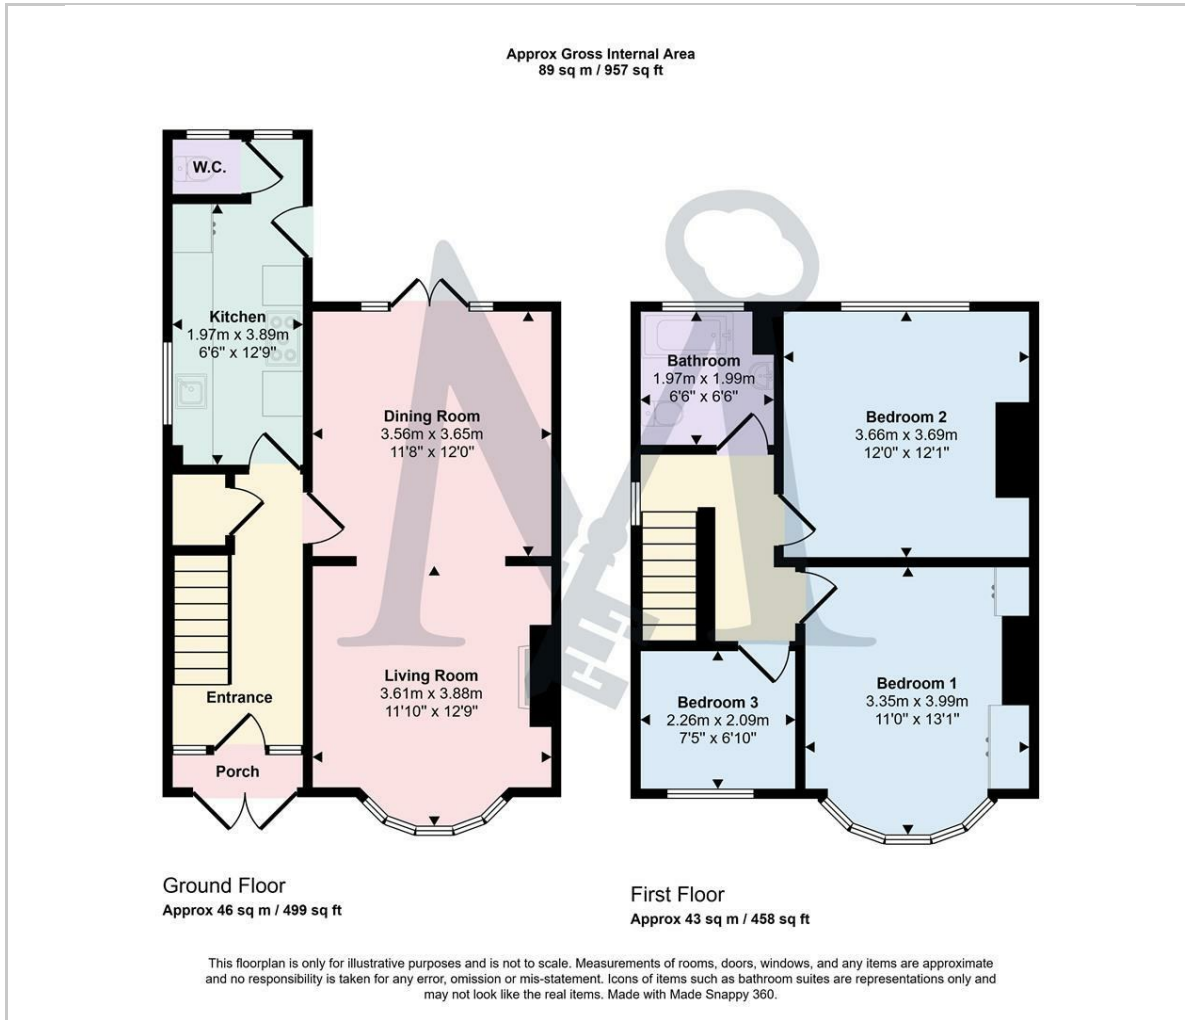 Approx Gross Internal Area
89 sq m / 957 sq ft
W.C.
Kitchen
1.97m x 3.89m
6'6" x 12'9"
Dining Room
3.56m x 3.65m
11'8" x 12'0"
Living Room
3.61m x 3.88m
11'10" x 12'9"
Entrance
Porch
Ground Floor
Approx 46 sq m / 499 sq ft
Bathroom
1.97m x 1.99m
6'6" x 6'6"
Bedroom 2
3.66m x 3.69m
12'0" x 12'1"
Bedroom 1
3.35m x 3.99m
11'0" x 13'1"
Bedroom 3
2.26m x 2.09m
7'5" x 6'10"
First Floor
Approx 43 sq m / 458 sq ft
This floorplan is only for illustrative purposes and is not to scale. Measurements of rooms, doors, windows, and any items are approximate
and no responsibility is taken for any error, omission or mis-statement. Icons of items such as bathroom suites are representations only and
may not look like the real items. Made with Made Snappy 360.